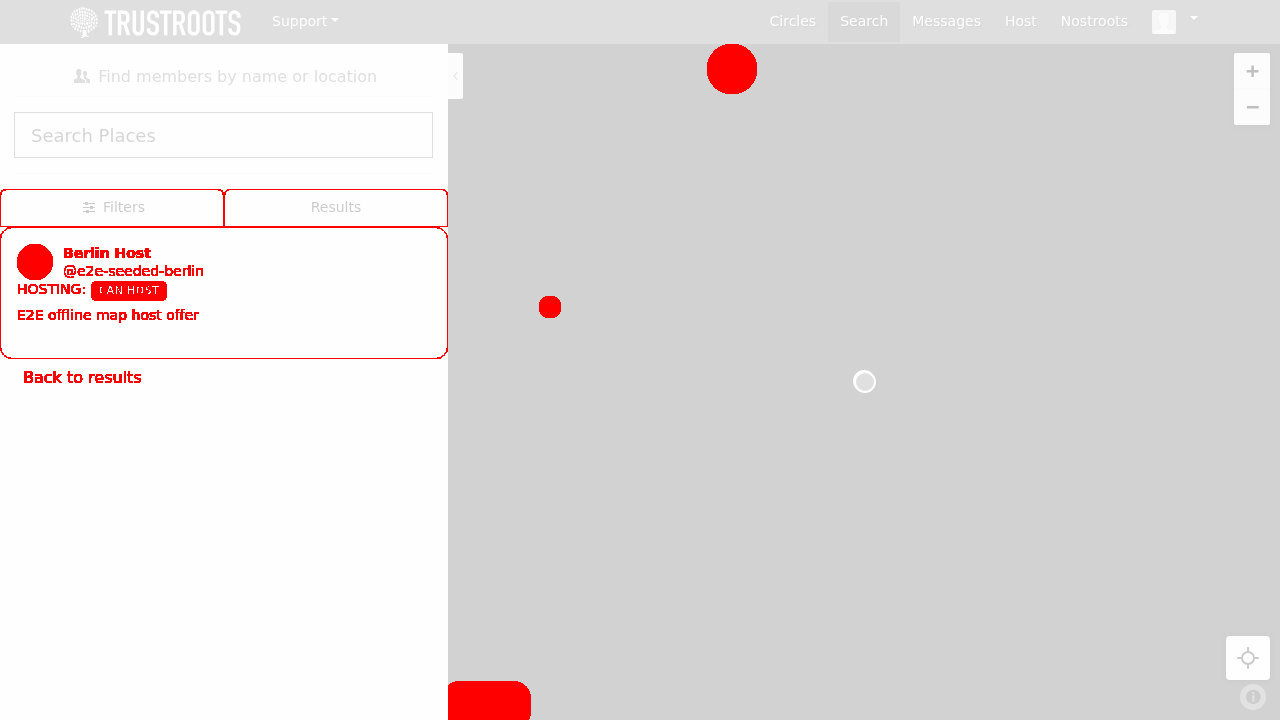 TRUSTROOTS
Support
Circles
Search
Messages
Host
Nostroots
Find members by name or location
Search Places
Filters
Results
Berlin Host
@e2e-seeded-berlin
HOSTING: CAN HOST
E2E offline map host offer
Back to results